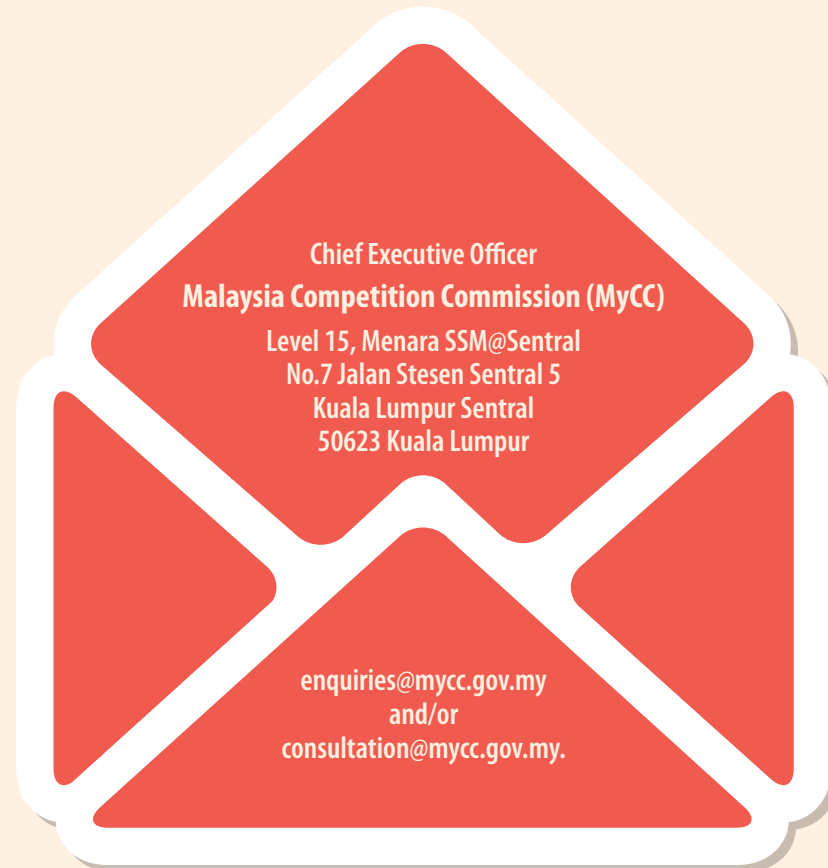 Chief Executive Officer
Malaysia Competition Commission (MyCC)
Level 15, Menara SSM@Sentral
No.7 Jalan Stesen Sentral 5
Kuala Lumpur Sentral
50623 Kuala Lumpur
enquiries@mycc.gov.my
and/or
consultation@mycc.gov.my.